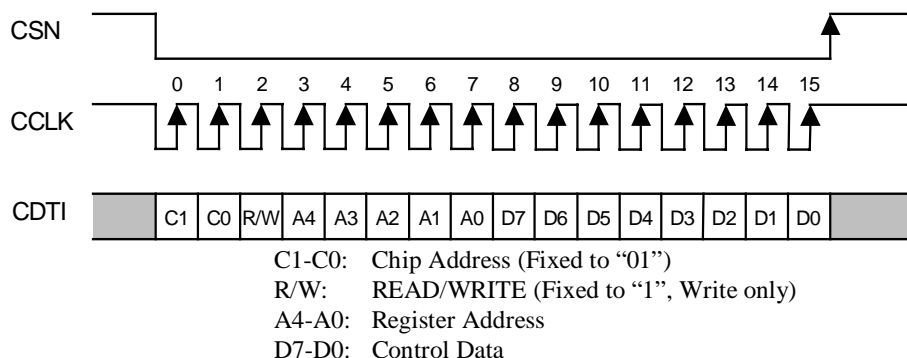 CSN
0 1 2 3 4 5 6 7 8 9 10 11 12 13 14 15
CCLK
CDTI C1 C0 R/W A4 A3 A2 A1 A0 D7 D6 D5 D4 D3 D2 D1 D0
C1-C0: Chip Address (Fixed to “01”)
R/W: READ/WRITE (Fixed to “1”, Write only)
A4-A0: Register Address
D7-D0: Control Data